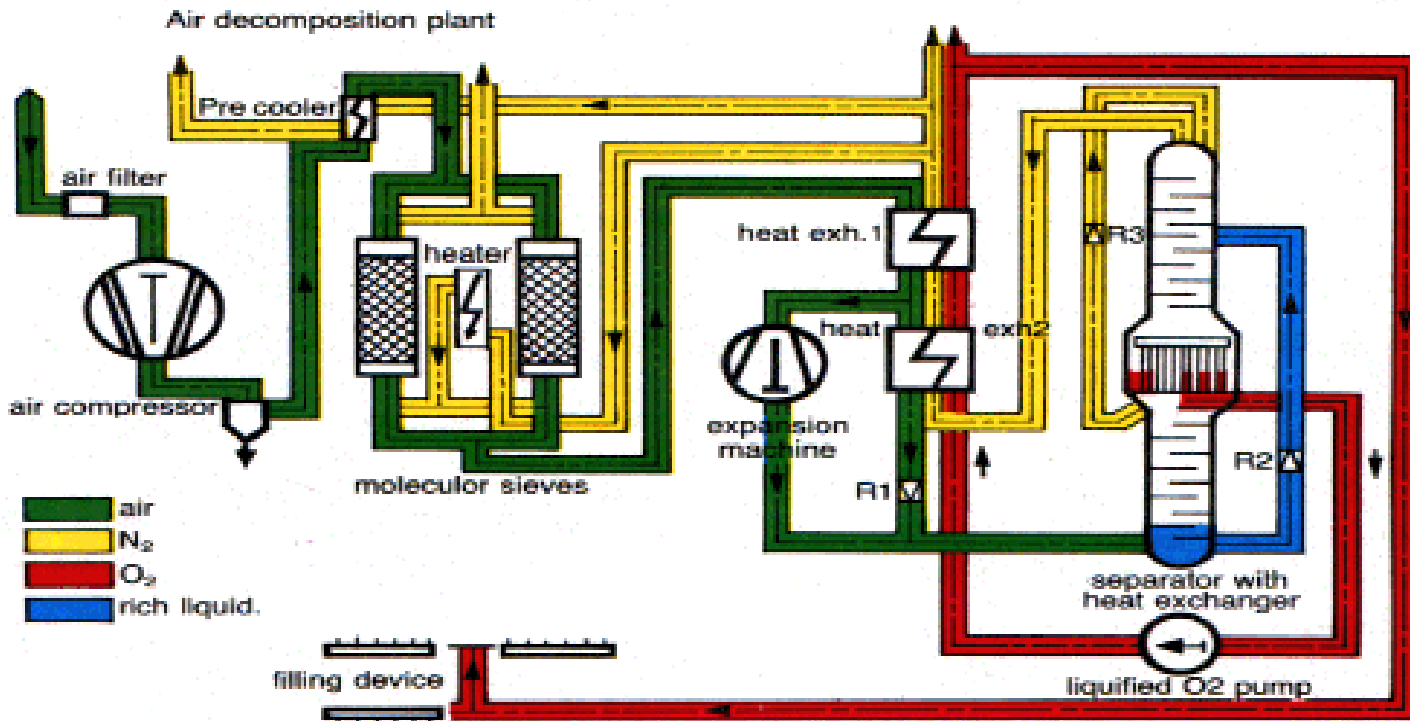 Air decomposition plant
Pre cooler
air filter
heater
heat exh.1
R3
heat exh2
air compressor
expansion
machine
R2
moleculor sieves
R1
air
N₂
O₂
rich liquid.
separator with
heat exchanger
filling device
liquified O2 pump